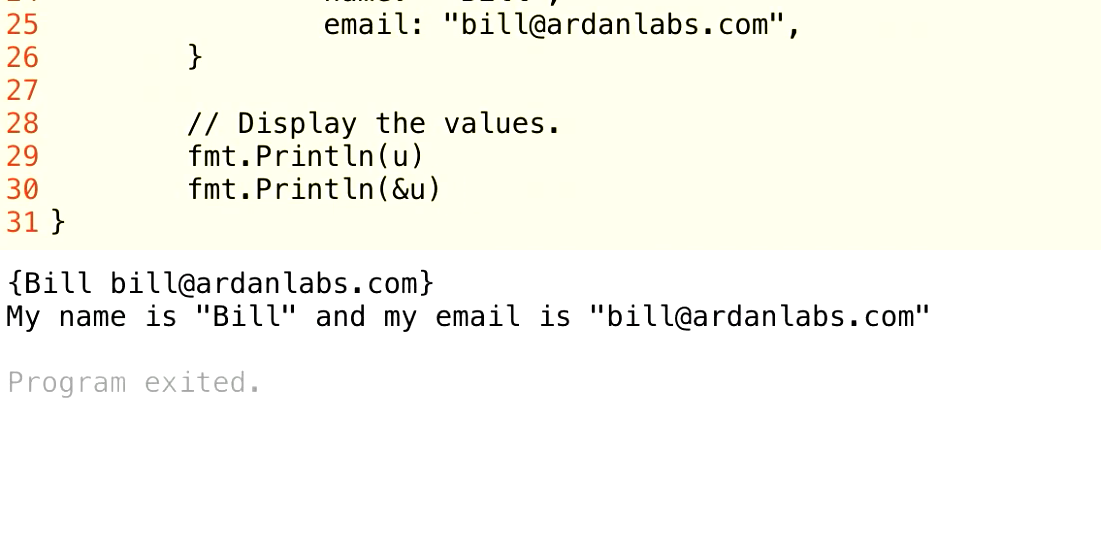 25 email: "bill@ardanlabs.com",
26 }
27
28 // Display the values.
29 fmt.Println(u)
30 fmt.Println(&u)
31 }
{Bill bill@ardanlabs.com}
My name is "Bill" and my email is "bill@ardanlabs.com"
Program exited.